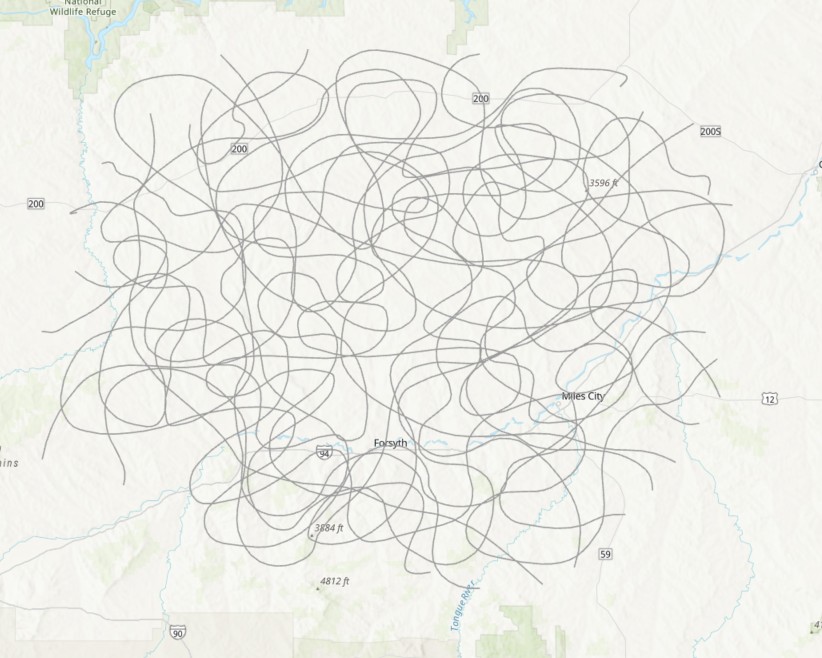 National
Wildlife Refuge
200
200S
200
3596 ft
200
Miles City
12
Forsyth
94
3884 ft
59
4812 ft
Tongue River
90